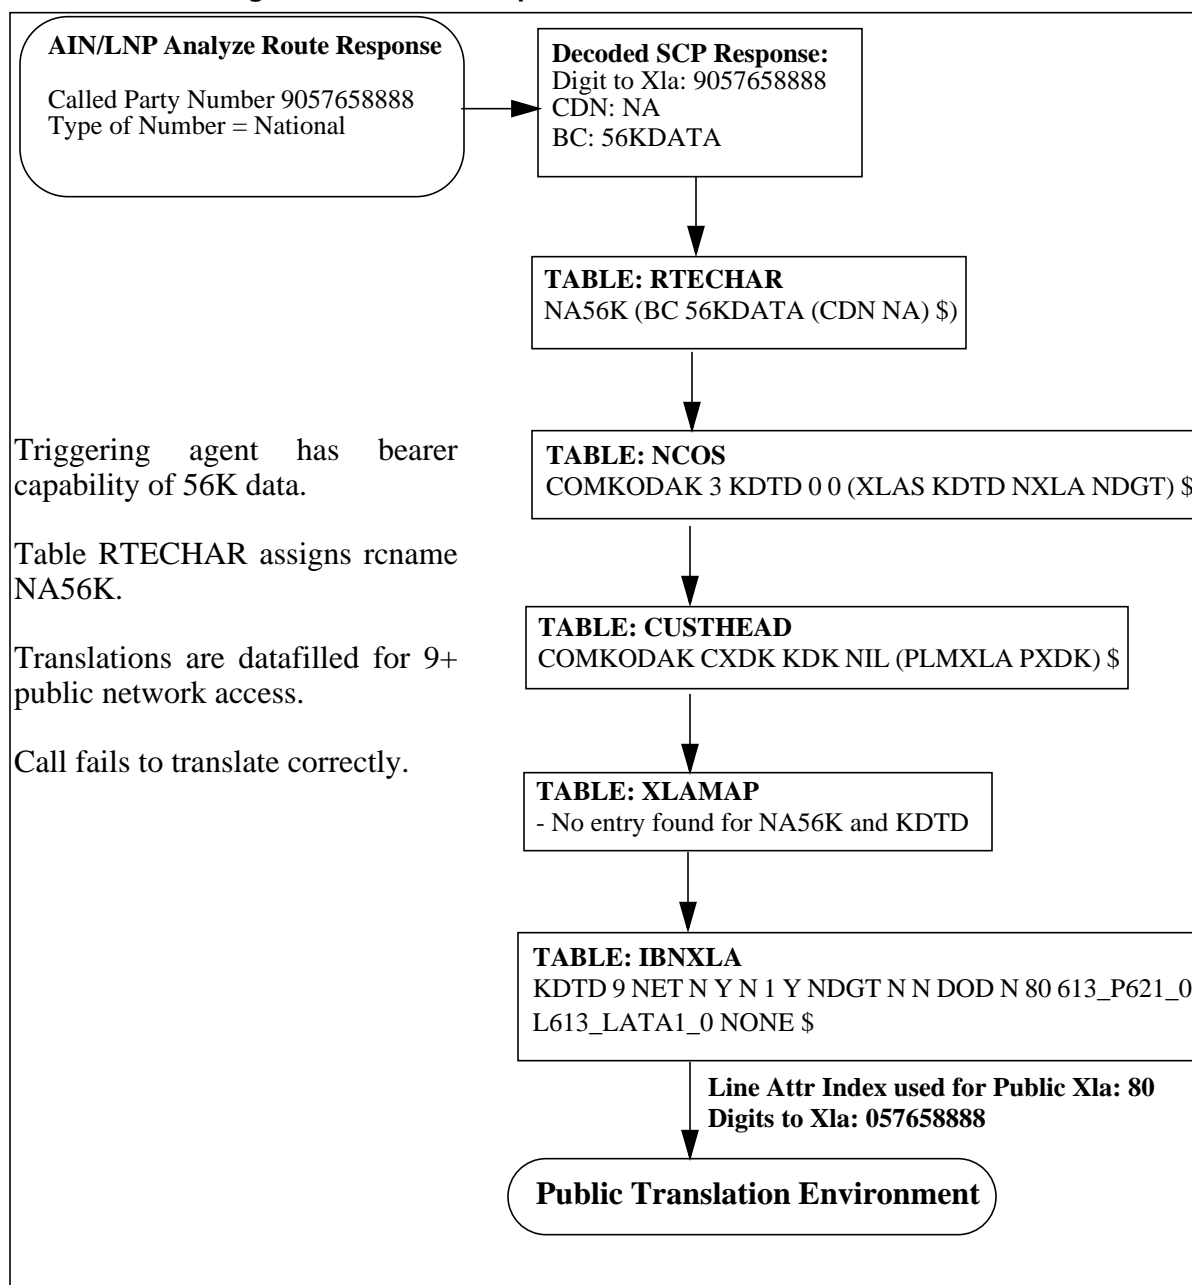 AIN/LNP Analyze Route Response
Called Party Number 9057658888
Type of Number = National
Decoded SCP Response:
Digit to Xla: 9057658888
CDN: NA
BC: 56KDATA
TABLE: RTECHAR
NA56K (BC 56KDATA (CDN NA) $)
Triggering agent has bearer
capability of 56K data.
Table RTECHAR assigns rcname
NA56K.
Translations are datafilled for 9+
public network access.
Call fails to translate correctly.
TABLE: NCOS
COMKODAK 3 KDTD 0 0 (XLAS KDTD NXLA NDGT) $
TABLE: CUSTHEAD
COMKODAK CXDK KDK NIL (PLMXLA PXDK) $
TABLE: XLAMAP
- No entry found for NA56K and KDTD
TABLE: IBNXLA
KDTD 9 NET N Y N 1 Y NDGT N N DOD N 80 613_P621_0
L613_LATA1_0 NONE $
Line Attr Index used for Public Xla: 80
Digits to Xla: 057658888
Public Translation Environment